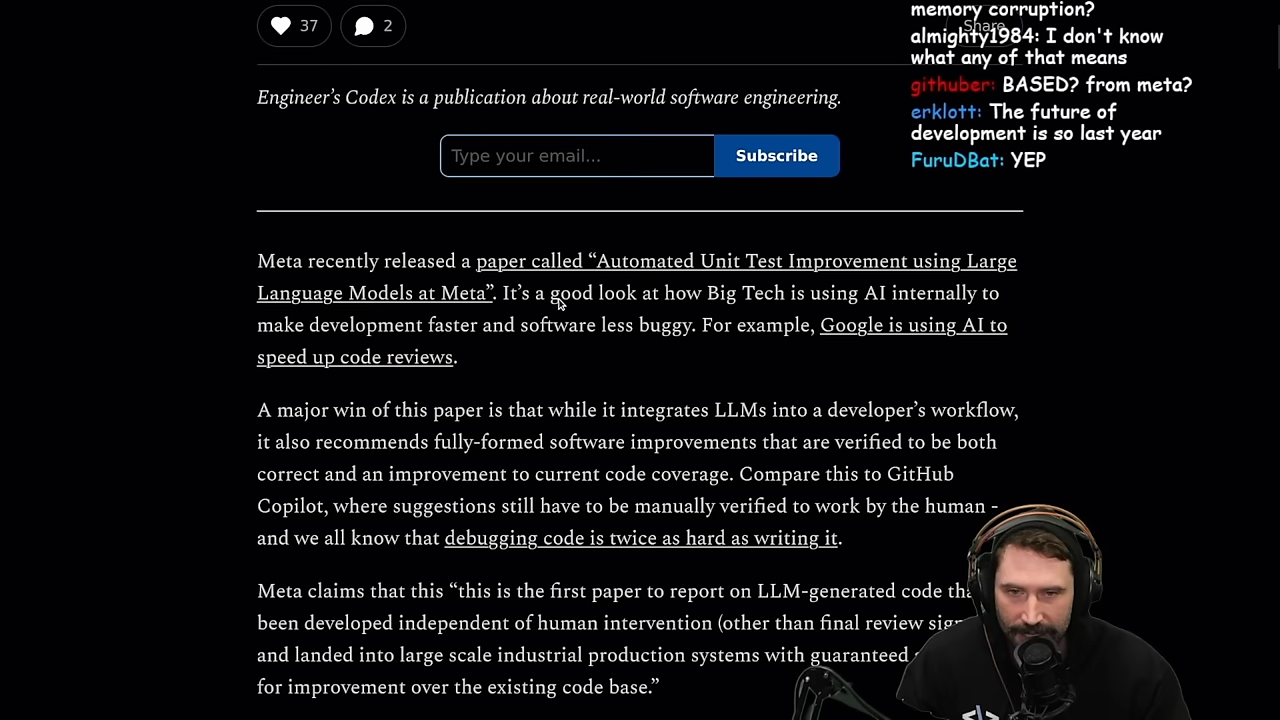 37
2
Share
Engineer's Codex is a publication about real-world software engineering.
Type your email...
Subscribe
Meta recently released a paper called “Automated Unit Test Improvement using Large
Language Models at Meta”. It’s a good look at how Big Tech is using AI internally to
make development faster and software less buggy. For example, Google is using AI to
speed up code reviews.
A major win of this paper is that while it integrates LLMs into a developer’s workflow,
it also recommends fully-formed software improvements that are verified to be both
correct and an improvement to current code coverage. Compare this to GitHub
Copilot, where suggestions still have to be manually verified to work by the human -
and we all know that debugging code is twice as hard as writing it.
Meta claims that this “this is the first paper to report on LLM-generated code
been developed independent of human intervention (other than final review
and landed into large scale industrial production systems with guaranteed
for improvement over the existing code base.”
memory corruption?
almighty1984: I don't know
what any of that means
githuber: BASED? from meta?
erklott: The future of
development is so last year
FuruDBat: YEP